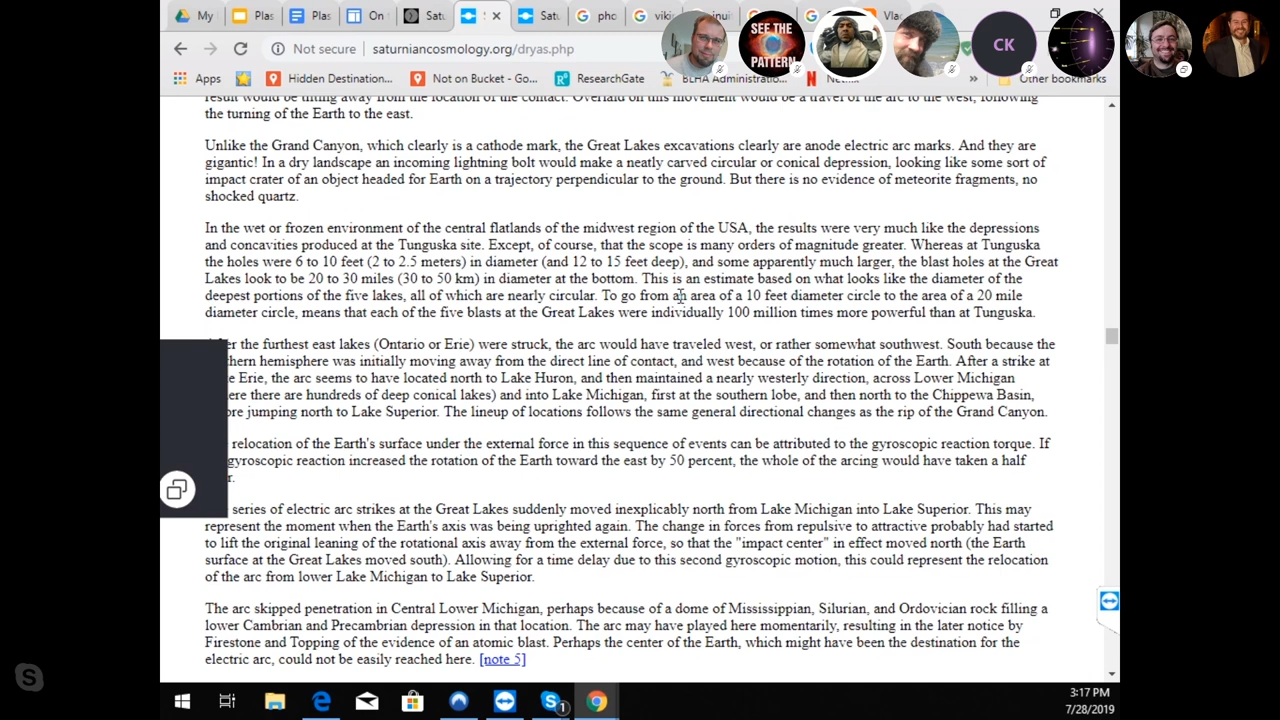 My
Plas
Plas
On
Satu
S
Satu
pho
vikin
inuit
Vlad
Not secure
saturniancosmology.org/dryas.php
SEE THE
PATTERN
CK
Apps
Hidden Destination...
Not on Bucket - Go...
ResearchGate
BLHA Administratio...
Netflix
»
Other bookmarks
result would be tilting away from the location of the contact. Overlaid on this movement would be a travel of the arc to the west, following
the turning of the Earth to the east.
Unlike the Grand Canyon, which clearly is a cathode mark, the Great Lakes excavations clearly are anode electric arc marks. And they are
gigantic! In a dry landscape an incoming lightning bolt would make a neatly carved circular or conical depression, looking like some sort of
impact crater of an object headed for Earth on a trajectory perpendicular to the ground. But there is no evidence of meteorite fragments, no
shocked quartz.
In the wet or frozen environment of the central flatlands of the midwest region of the USA, the results were very much like the depressions
and concavities produced at the Tunguska site. Except, of course, that the scope is many orders of magnitude greater. Whereas at Tunguska
the holes were 6 to 10 feet (2 to 2.5 meters) in diameter (and 12 to 15 feet deep), and some apparently much larger, the blast holes at the Great
Lakes look to be 20 to 30 miles (30 to 50 km) in diameter at the bottom. This is an estimate based on what looks like the diameter of the
deepest portions of the five lakes, all of which are nearly circular. To go from an area of a 10 feet diameter circle to the area of a 20 mile
diameter circle, means that each of the five blasts at the Great Lakes were individually 100 million times more powerful than at Tunguska.
er the furthest east lakes (Ontario or Erie) were struck, the arc would have traveled west, or rather somewhat southwest. South because the
thern hemisphere was initially moving away from the direct line of contact, and west because of the rotation of the Earth. After a strike at
e Erie, the arc seems to have located north to Lake Huron, and then maintained a nearly westerly direction, across Lower Michigan
ere there are hundreds of deep conical lakes) and into Lake Michigan, first at the southern lobe, and then north to the Chippewa Basin,
ore jumping north to Lake Superior. The lineup of locations follows the same general directional changes as the rip of the Grand Canyon.
relocation of the Earth's surface under the external force in this sequence of events can be attributed to the gyroscopic reaction torque. If
gyroscopic reaction increased the rotation of the Earth toward the east by 50 percent, the whole of the arcing would have taken a half
r.
series of electric arc strikes at the Great Lakes suddenly moved inexplicably north from Lake Michigan into Lake Superior. This may
represent the moment when the Earth's axis was being uprighted again. The change in forces from repulsive to attractive probably had started
to lift the original leaning of the rotational axis away from the external force, so that the "impact center" in effect moved north (the Earth
surface at the Great Lakes moved south). Allowing for a time delay due to this second gyroscopic motion, this could represent the relocation
of the arc from lower Lake Michigan to Lake Superior.
The arc skipped penetration in Central Lower Michigan, perhaps because of a dome of Mississippian, Silurian, and Ordovician rock filling a
lower Cambrian and Precambrian depression in that location. The arc may have played here momentarily, resulting in the later notice by
Firestone and Topping of the evidence of an atomic blast. Perhaps the center of the Earth, which might have been the destination for the
electric arc, could not be easily reached here. [note 5]
1
3:17 PM
7/28/2019